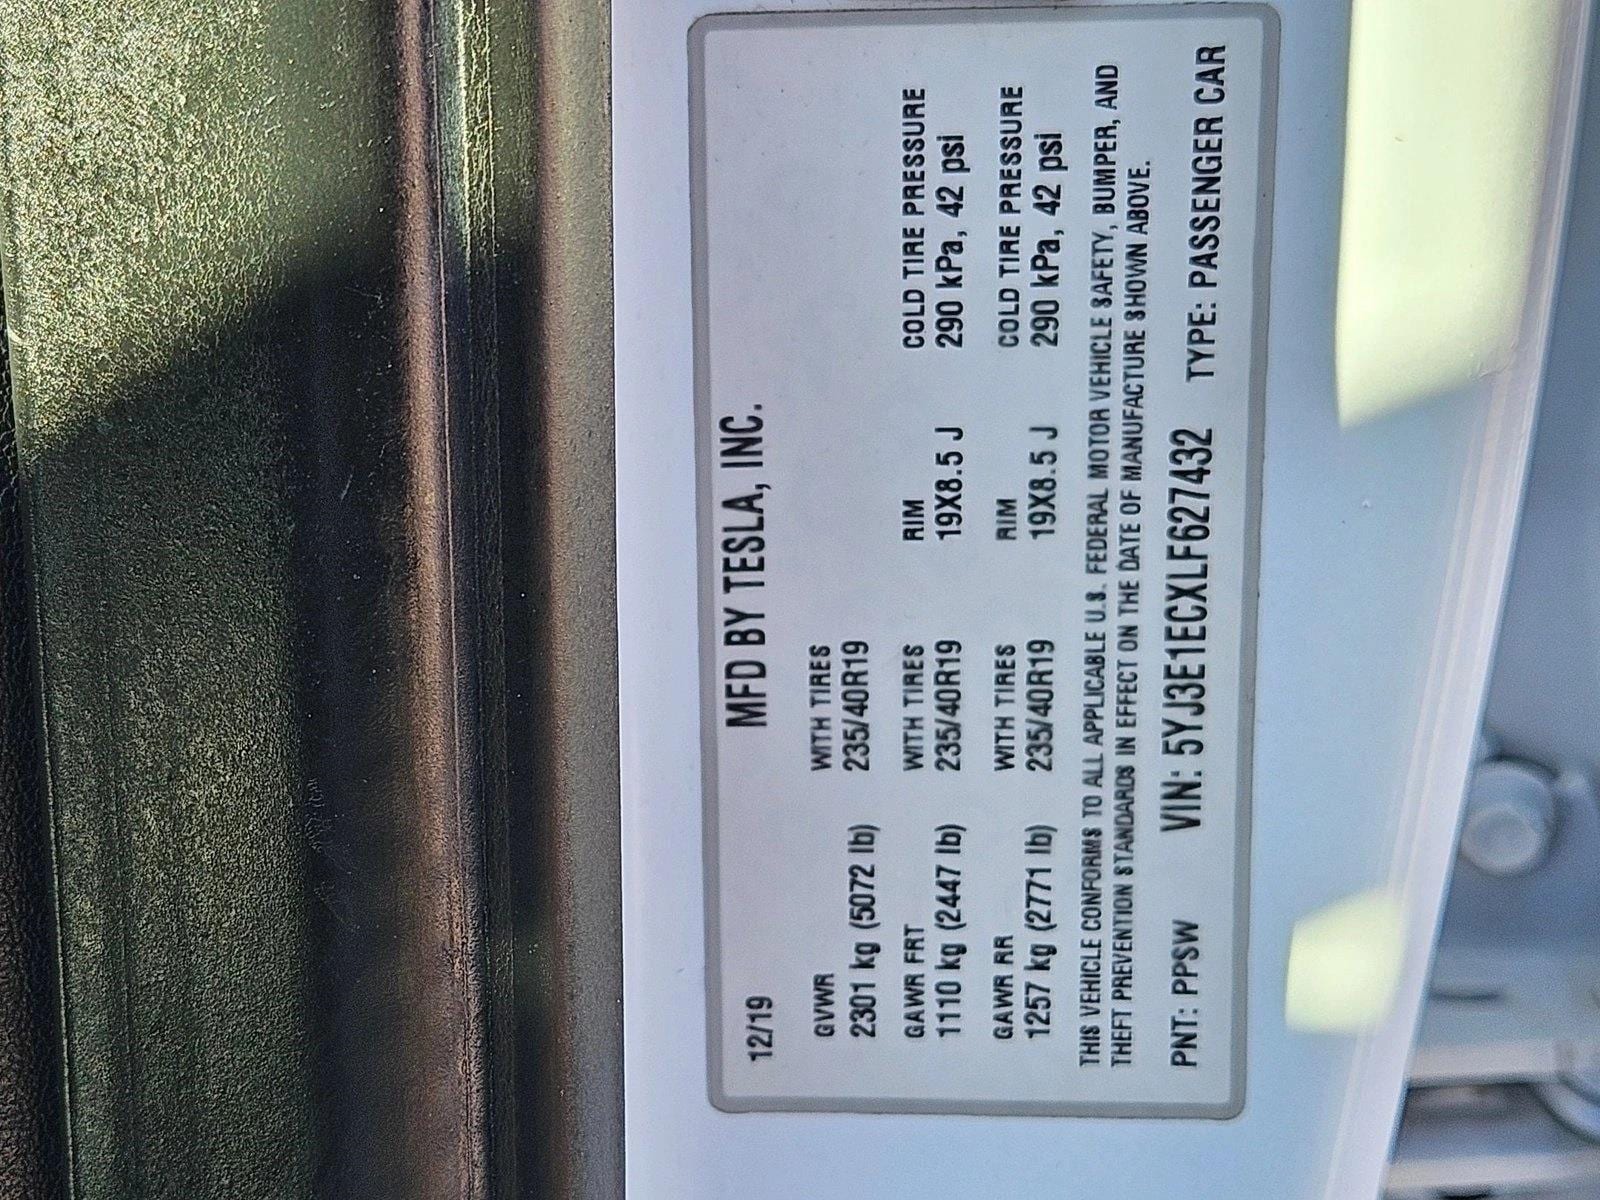 12/19 MFD BY TESLA, INC.
GVWR WITH TIRES
2301 kg (5072 lb) 235/40R19
GAWR FRT WITH TIRES RIM COLD TIRE PRESSURE
1110 kg (2447 lb) 235/40R19 19X8.5 J 290 kPa, 42 psi
GAWR RR WITH TIRES RIM COLD TIRE PRESSURE
1257 kg (2771 lb) 235/40R19 19X8.5 J 290 kPa, 42 psi
THIS VEHICLE CONFORMS TO ALL APPLICABLE U.S. FEDERAL MOTOR VEHICLE SAFETY, BUMPER, AND
THEFT PREVENTION STANDARDS IN EFFECT ON THE DATE OF MANUFACTURE SHOWN ABOVE.
PNT: PPSW VIN: 5YJ3E1ECXLF627432 TYPE: PASSENGER CAR